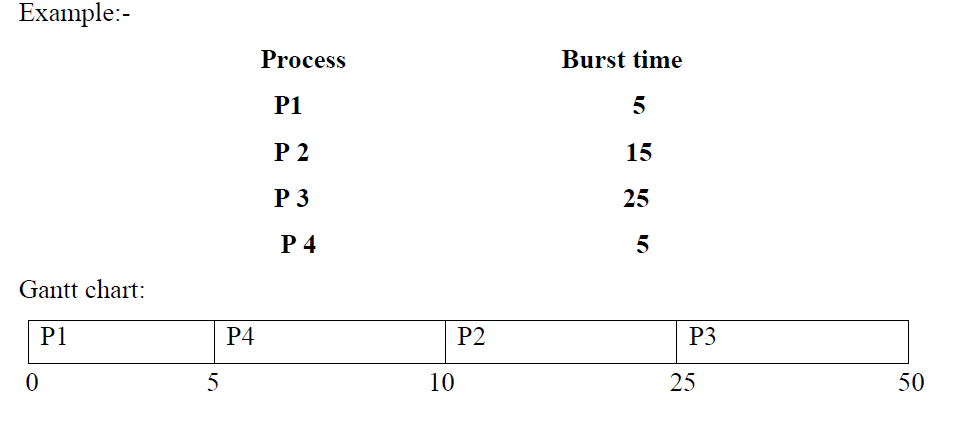 Example:-
Process Burst time
P1 5
P 2 15
P 3 25
P 4 5
Gantt chart:
P1 P4 P2 P3
0 5 10 25 50